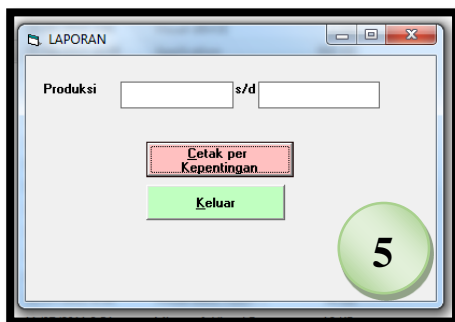 LAPORAN
Produksi s/d
Cetak per
Kepentingan
Keluar
5